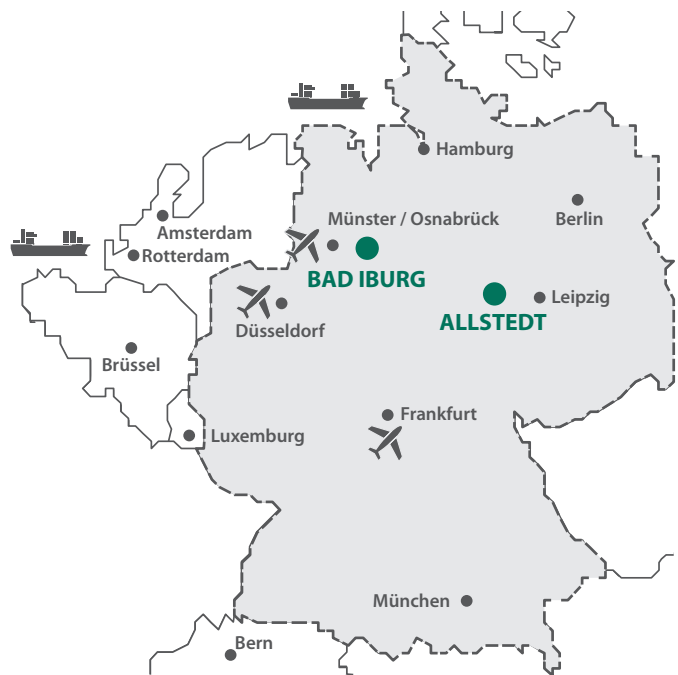 Hamburg
Münster / Osnabrück
Berlin
Amsterdam
Rotterdam
BAD IBURG
Leipzig
ALLSTEDT
Düsseldorf
Brüssel
Frankfurt
Luxemburg
München
Bern